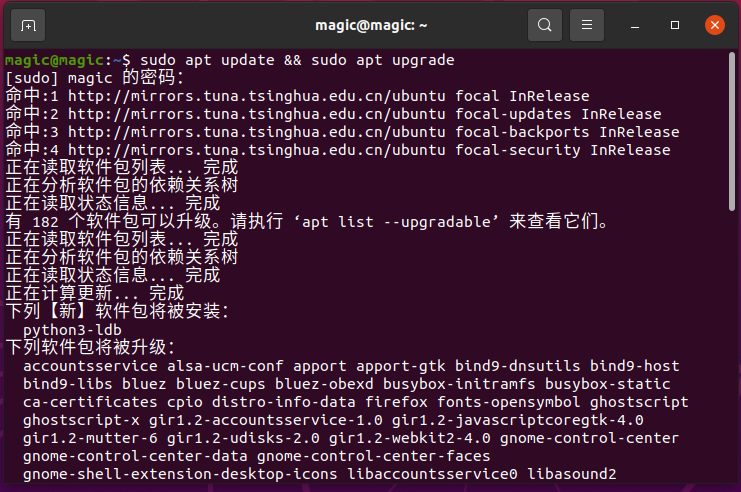 magic@magic: ~
magic@magic:~$ sudo apt update && sudo apt upgrade
[sudo] magic 的密码：
命中:1 http://mirrors.tuna.tsinghua.edu.cn/ubuntu focal InRelease
命中:2 http://mirrors.tuna.tsinghua.edu.cn/ubuntu focal-updates InRelease
命中:3 http://mirrors.tuna.tsinghua.edu.cn/ubuntu focal-backports InRelease
命中:4 http://mirrors.tuna.tsinghua.edu.cn/ubuntu focal-security InRelease
正在读取软件包列表... 完成
正在分析软件包的依赖关系树
正在读取状态信息... 完成
有 182 个软件包可以升级。请执行 ‘apt list --upgradable’ 来查看它们。
正在读取软件包列表... 完成
正在分析软件包的依赖关系树
正在读取状态信息... 完成
正在计算更新... 完成
下列【新】软件包将被安装：
  python3-ldb
下列软件包将被升级：
  accountsservice alsa-ucm-conf apport apport-gtk bind9-dnsutils bind9-host
  bind9-libs bluez bluez-cups bluez-obexd busybox-initramfs busybox-static
  ca-certificates cpio distro-info-data firefox fonts-opensymbol ghostscript
  ghostscript-x gir1.2-accountsservice-1.0 gir1.2-javascriptcoregtk-4.0
  gir1.2-mutter-6 gir1.2-udisks-2.0 gir1.2-webkit2-4.0 gnome-control-center
  gnome-control-center-data gnome-control-center-faces
  gnome-shell-extension-desktop-icons libaccountsservice0 libasound2